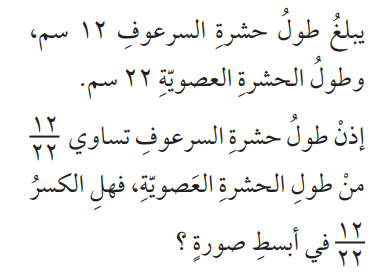 يبلغُ طولُ حشرةِ السرعوفِ ١٢ سم،
وطولُ الحشرةِ العصويّةِ ٢٢ سم.
إذنْ طولُ حشرةِ السرعوفِ تساوي ١٢/٢٢
منْ طولِ الحشرةِ العَصويّةِ، فهلِ الكسرُ
١٢/٢٢ في أبسطِ صورةٍ ؟